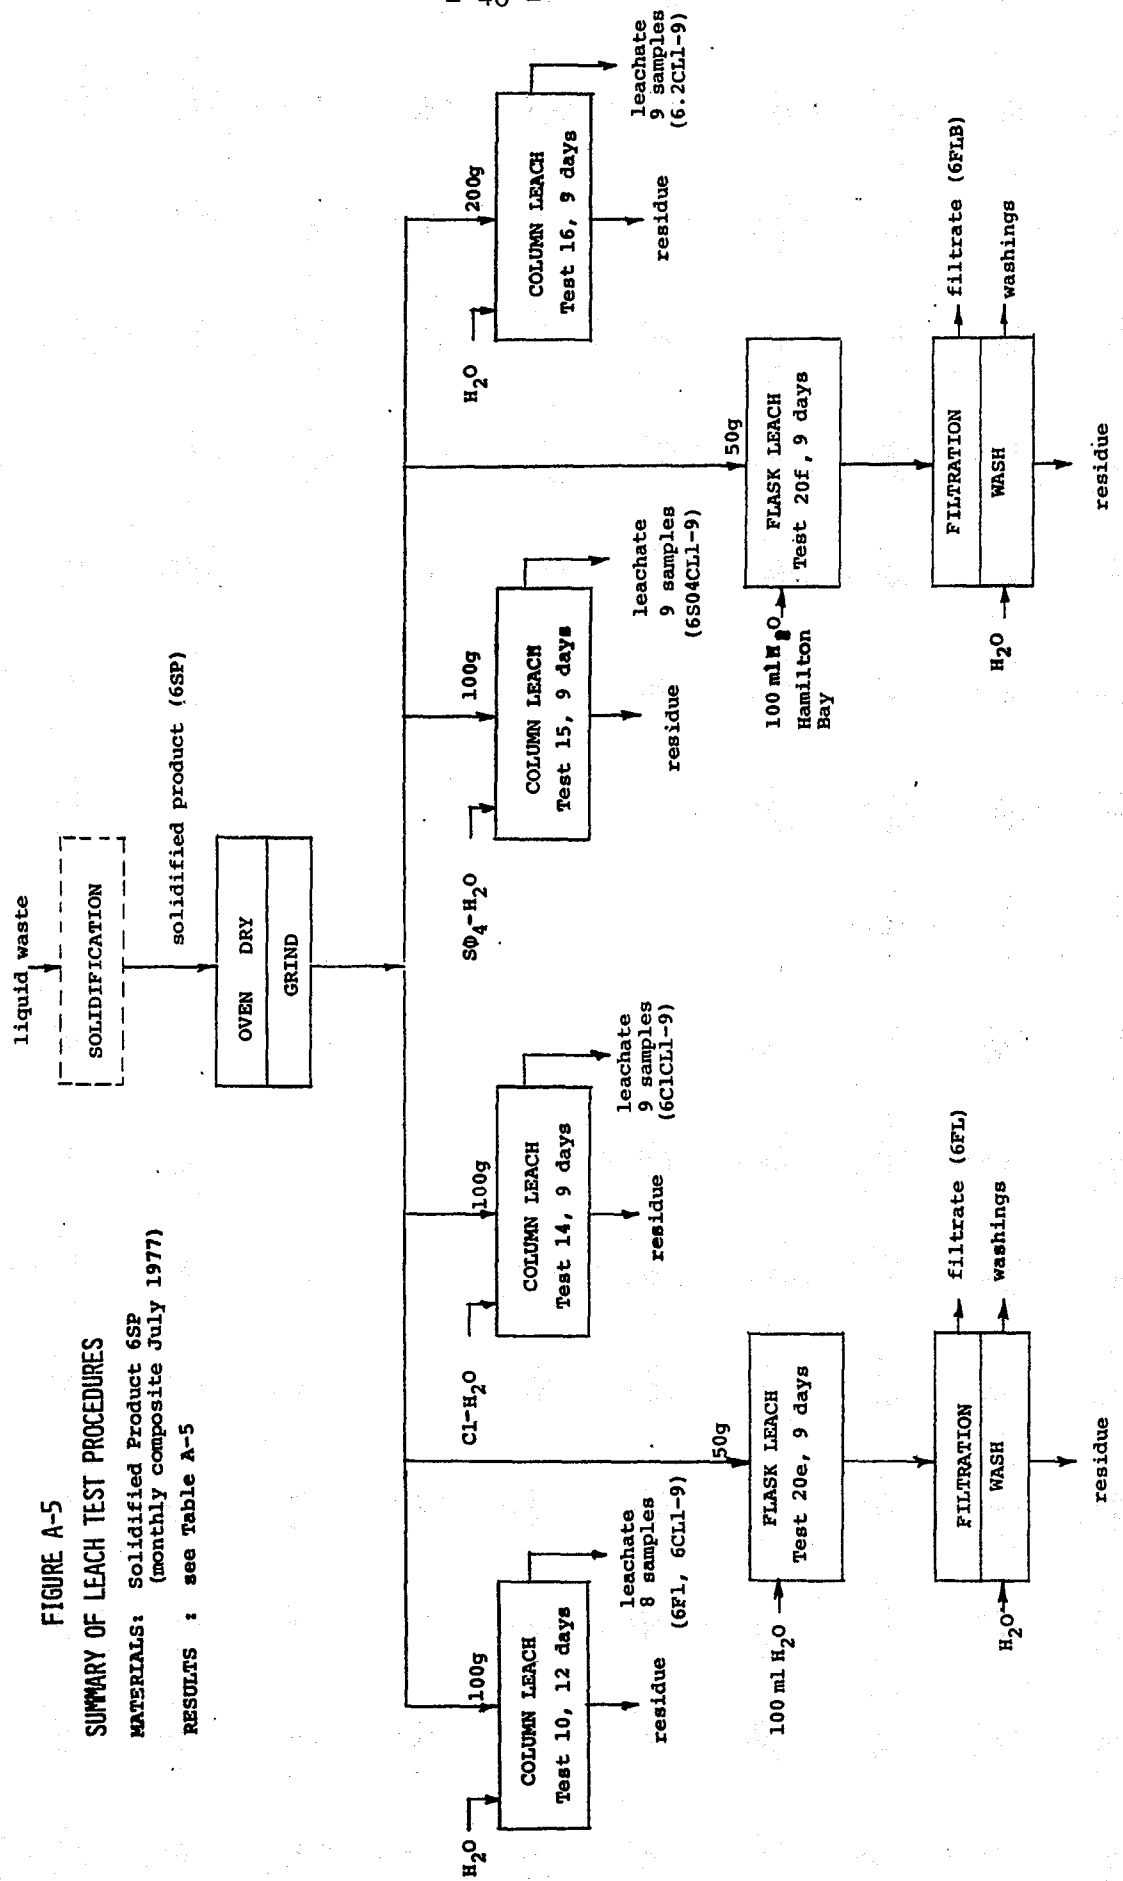 - 40 -
FIGURE A-5
SUMMARY OF LEACH TEST PROCEDURES
MATERIALS: Solidified Product 6SP
(monthly composite July 1977)
RESULTS : see Table A-5
liquid waste
SOLIDIFICATION
solidified product (6SP)
OVEN DRY
GRIND
H2O
100g
COLUMN LEACH
Test 10, 12 days
leachate
8 samples
(6F1, 6CL1-9)
residue
50g
100 ml H2O
FLASK LEACH
Test 20e, 9 days
H2O
FILTRATION
WASH
filtrate (6FL)
washings
residue
Cl-H2O
100g
COLUMN LEACH
Test 14, 9 days
leachate
9 samples
(6ClCL1-9)
residue
SO4-H2O
100g
COLUMN LEACH
Test 15, 9 days
leachate
9 samples
(6SO4CL1-9)
residue
50g
100 ml H2O
Hamilton
Bay
FLASK LEACH
Test 20f, 9 days
H2O
FILTRATION
WASH
filtrate (6FLB)
washings
residue
H2O
200g
COLUMN LEACH
Test 16, 9 days
leachate
9 samples
(6.2CL1-9)
residue